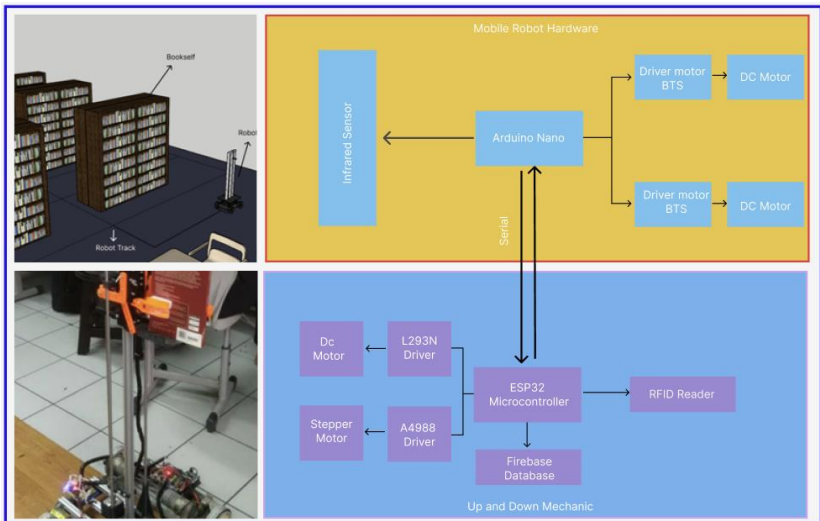 Bookself
Robot
Robot Track
Mobile Robot Hardware
Infrared Sensor
Arduino Nano
Driver motor
BTS
DC Motor
Driver motor
BTS
DC Motor
Serial
Dc
Motor
L293N
Driver
Stepper
Motor
A4988
Driver
ESP32
Microcontroller
RFID Reader
Firebase
Database
Up and Down Mechanic